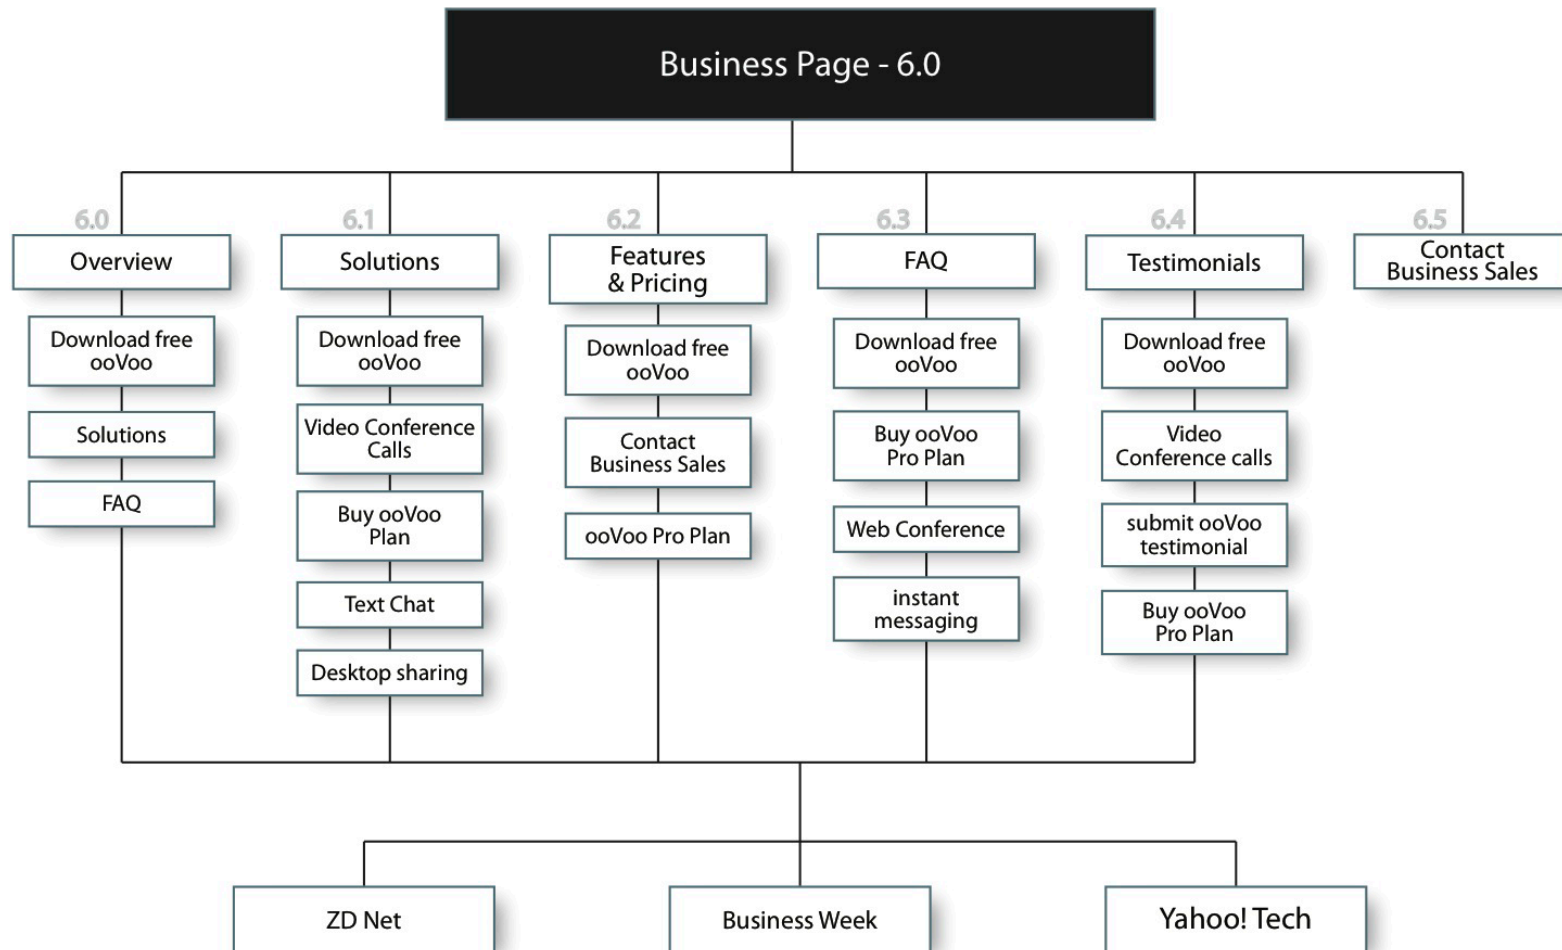 Business Page - 6.0
6.0
Overview
Download free
ooVoo
Solutions
FAQ
6.1
Solutions
Download free
ooVoo
Video Conference
Calls
Buy ooVoo
Plan
Text Chat
Desktop sharing
6.2
Features
& Pricing
Download free
ooVoo
Contact
Business Sales
ooVoo Pro Plan
6.3
FAQ
Download free
ooVoo
Buy ooVoo
Pro Plan
Web Conference
instant
messaging
6.4
Testimonials
Download free
ooVoo
Video
Conference calls
submit ooVoo
testimonial
Buy ooVoo
Pro Plan
6.5
Contact
Business Sales
ZD Net
Business Week
Yahoo! Tech